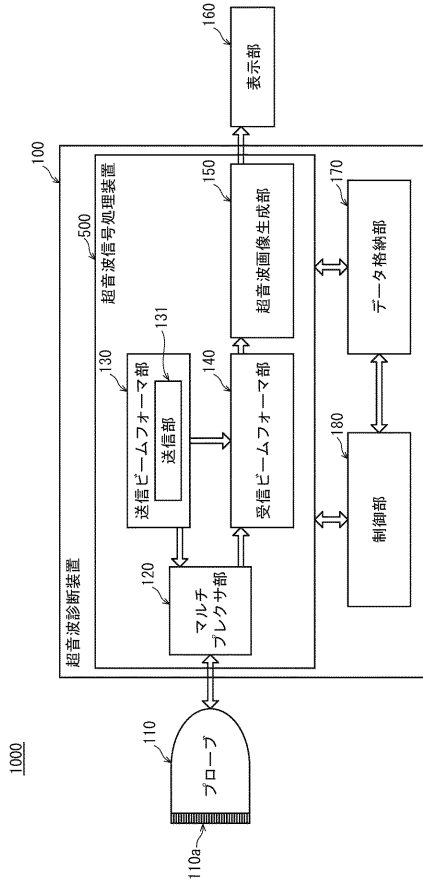 1000
超音波診断装置
100
超音波信号処理装置
500
プローブ
110
110a
マルチ
プレクサ部
120
送信ビームフォーマ部
130
送信部
131
受信ビームフォーマ部
140
超音波画像生成部
150
表示部
160
制御部
180
データ格納部
170